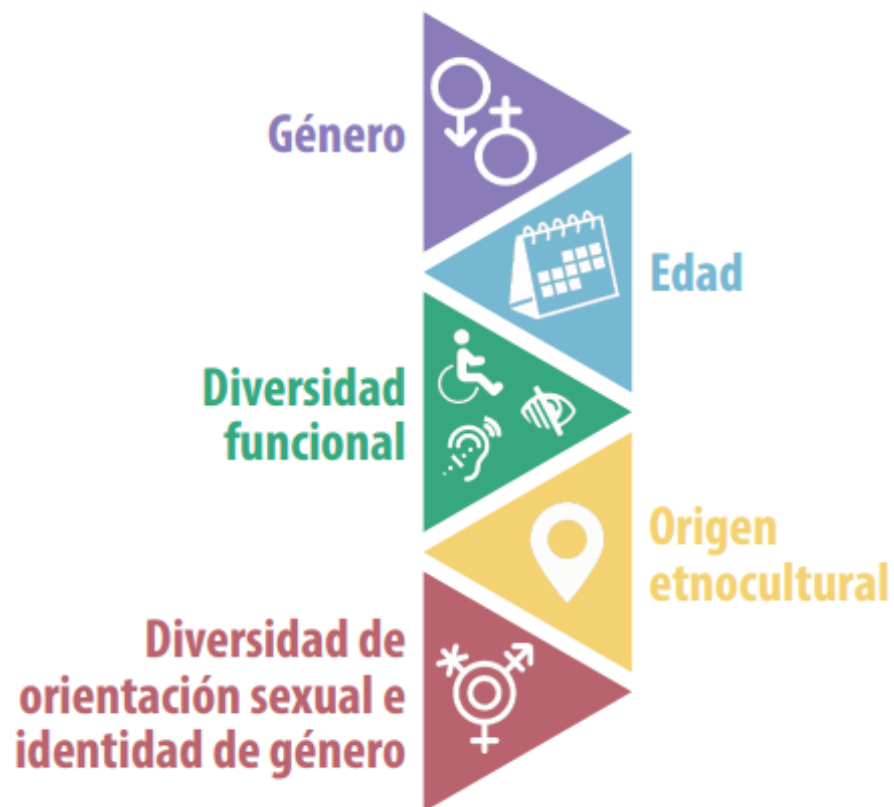 Género
Edad
Diversidad
funcional
Origen
etnocultural
Diversidad de
orientación sexual e
identidad de género